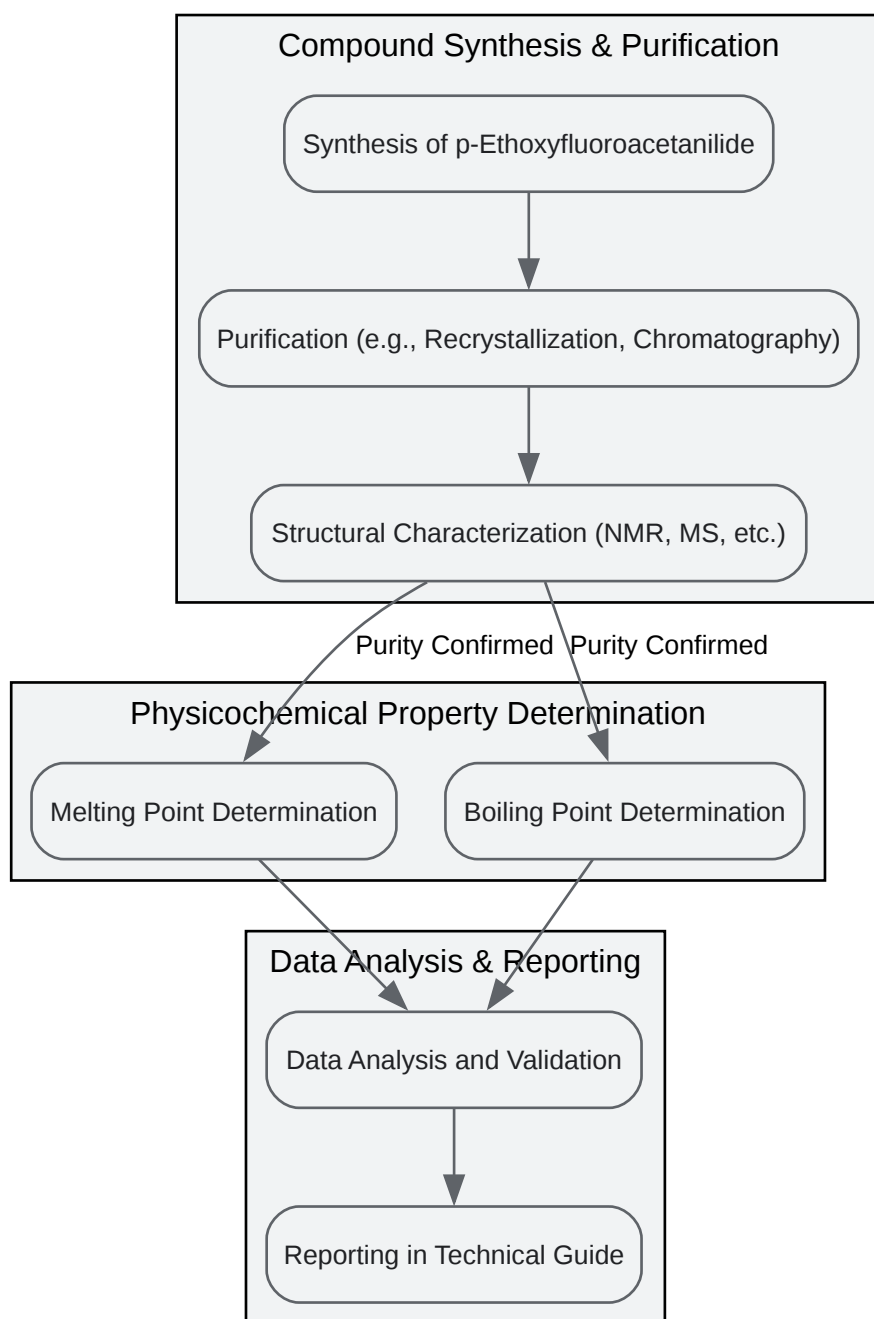 Compound Synthesis & Purification
Synthesis of p-Ethoxyfluoroacetanilide
Purification (e.g., Recrystallization, Chromatography)
Structural Characterization (NMR, MS, etc.)
Purity Confirmed
Purity Confirmed
Physicochemical Property Determination
Melting Point Determination
Boiling Point Determination
Data Analysis & Reporting
Data Analysis and Validation
Reporting in Technical Guide